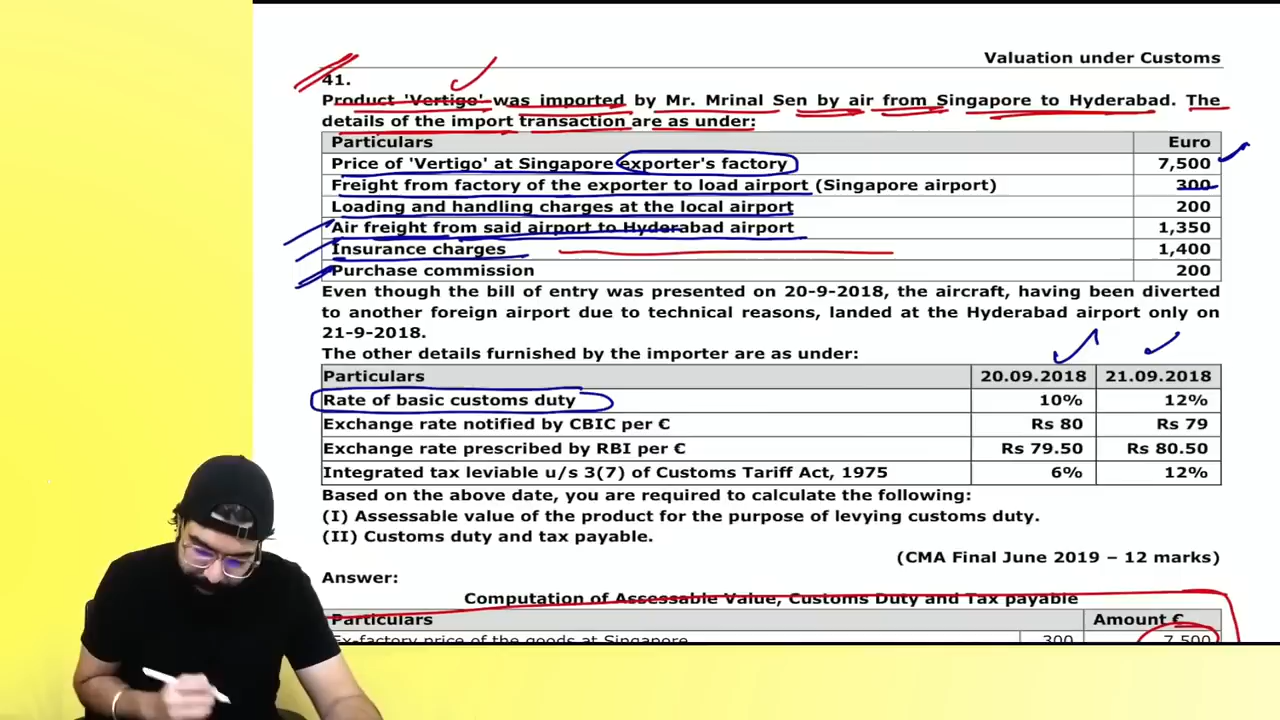 Valuation under Customs
41.
Product 'Vertigo' was imported by Mr. Mrinal Sen by air from Singapore to Hyderabad. The
details of the import transaction are as under:
Particulars Euro
Price of 'Vertigo' at Singapore exporter's factory 7,500
Freight from factory of the exporter to load airport (Singapore airport) 300
Loading and handling charges at the local airport 200
Air freight from said airport to Hyderabad airport 1,350
Insurance charges 1,400
Purchase commission 200
Even though the bill of entry was presented on 20-9-2018, the aircraft, having been diverted
to another foreign airport due to technical reasons, landed at the Hyderabad airport only on
21-9-2018.
The other details furnished by the importer are as under:
Particulars 20.09.2018 21.09.2018
Rate of basic customs duty 10% 12%
Exchange rate notified by CBIC per € Rs 80 Rs 79
Exchange rate prescribed by RBI per € Rs 79.50 Rs 80.50
Integrated tax leviable u/s 3(7) of Customs Tariff Act, 1975 6% 12%
Based on the above date, you are required to calculate the following:
(I) Assessable value of the product for the purpose of levying customs duty.
(II) Customs duty and tax payable.
(CMA Final June 2019 – 12 marks)
Answer:
Computation of Assessable Value, Customs Duty and Tax payable
Particulars Amount €
Ex-factory price of the goods at Singapore 300 7,500